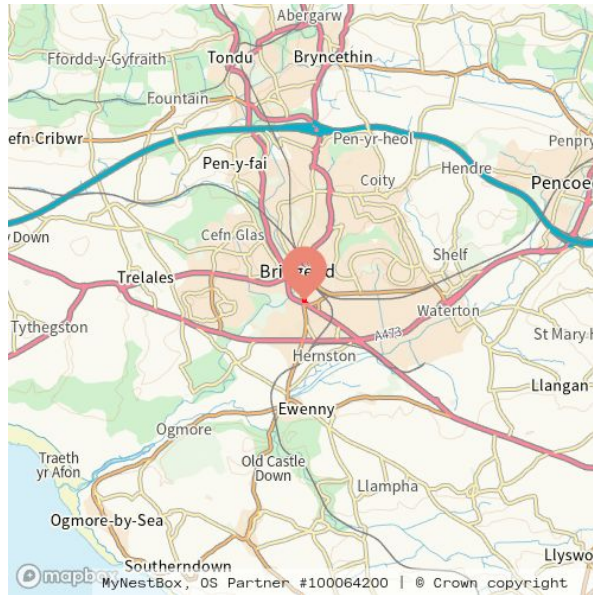 Abergarw
Ffordd-y-Gyfraith
Tondu
Bryncethin
Fountain
efn Cribwr
Pen-yr-heol
Penpry
Pen-y-fai
Hendre
Coity
Pencoed
Cefn Glas
y Down
Shelf
Trelales
Waterton
Tythegston
A473
St Mary H
Hernston
Llangan
Ewenny
Ogmore
Traeth
yr Afon
Old Castle
Down
Llampha
Ogmore-by-Sea
Llysw
Southerndown
mapbox
MyNestBox, OS Partner #100064200 | © Crown copyright